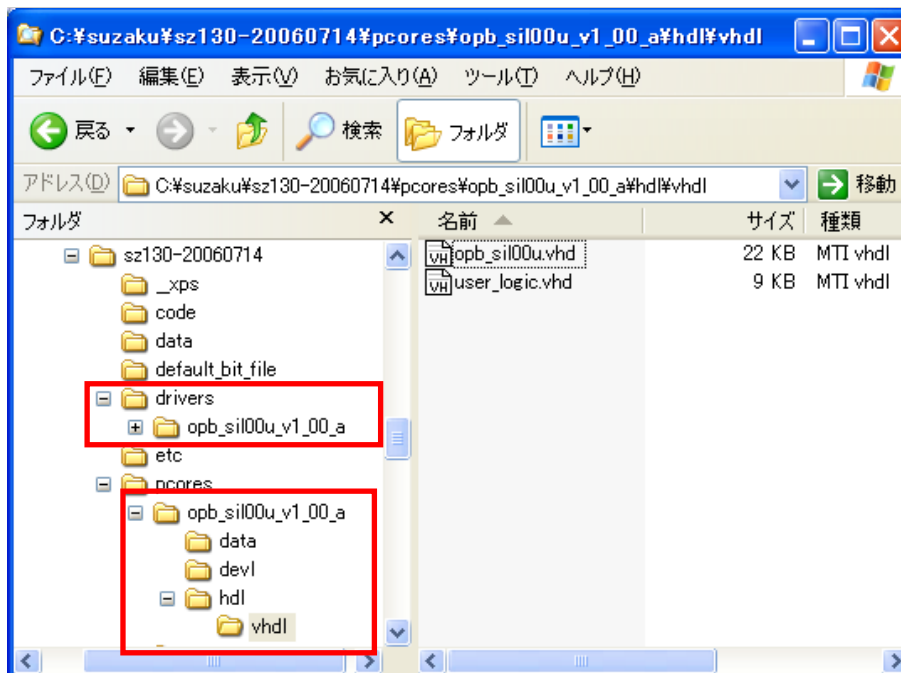 C:¥suzaku¥sz130-20060714¥pcores¥opb_sil00u_v1_00_a¥hdl¥vhdl
ファイル(F) 編集(E) 表示(V) お気に入り(A) ツール(T) ヘルプ(H)
戻る 検索 フォルダ
アドレス(D) C:¥suzaku¥sz130-20060714¥pcores¥opb_sil00u_v1_00_a¥hdl¥vhdl 移動
フォルダ × 名前 サイズ 種類
sz130-20060714 opb_sil00u.vhd 22 KB MTI vhdl
_xps user_logic.vhd 9 KB MTI vhdl
code
data
default_bit_file
drivers
opb_sil00u_v1_00_a
etc
pcores
opb_sil00u_v1_00_a
data
devl
hdl
vhdl